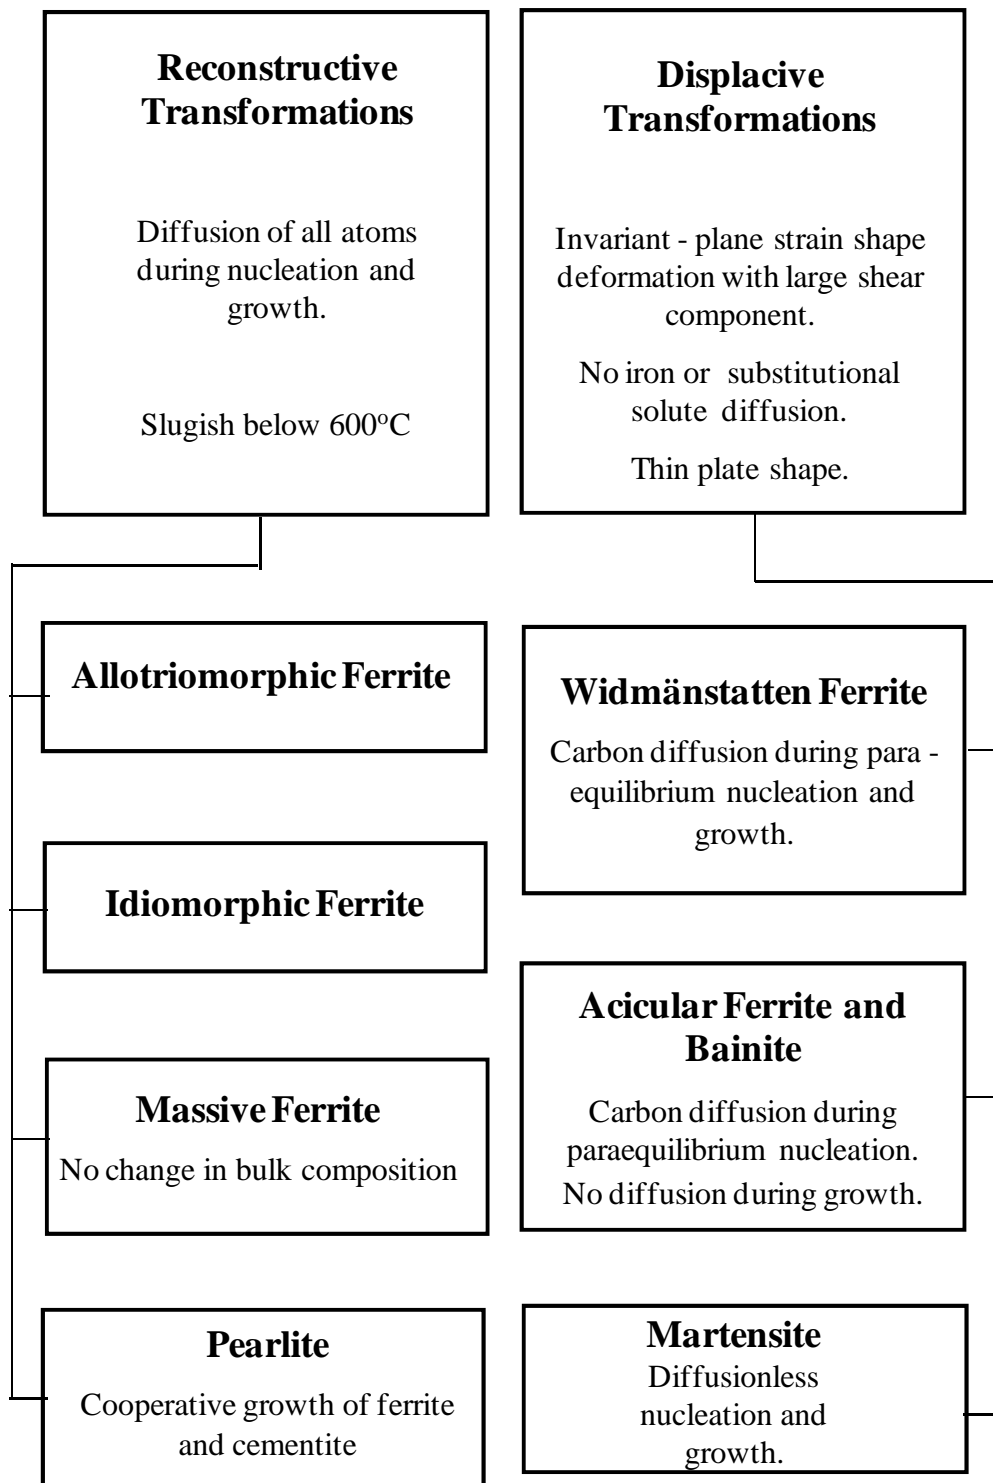 Reconstructive
Transformations
Diffusion of all atoms
during nucleation and
growth.
Slugish below 600°C
Displacive
Transformations
Invariant - plane strain shape
deformation with large shear
component.
No iron or substitutional
solute diffusion.
Thin plate shape.
Allotriomorphic Ferrite
Idiomorphic Ferrite
Massive Ferrite
No change in bulk composition
Pearlite
Cooperative growth of ferrite
and cementite
Widmänstatten Ferrite
Carbon diffusion during para -
equilibrium nucleation and
growth.
Acicular Ferrite and
Bainite
Carbon diffusion during
paraequilibrium nucleation.
No diffusion during growth.
Martensite
Diffusionless
nucleation and
growth.